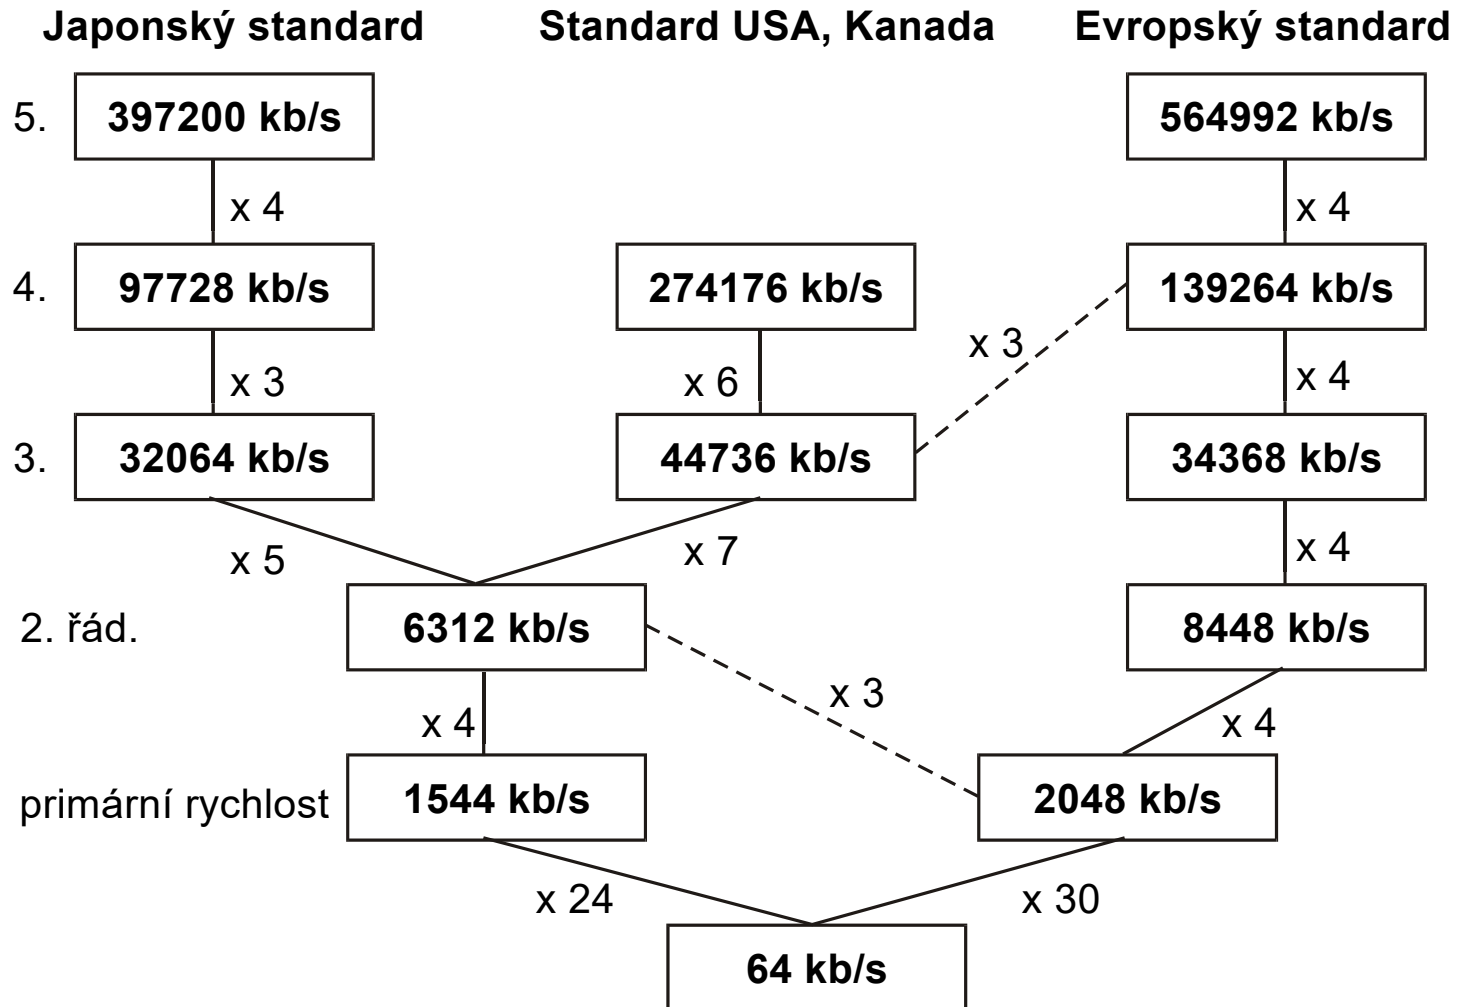 Japonský standard Standard USA, Kanada Evropský standard
5. 397200 kb/s 564992 kb/s
x 4 x 4
4. 97728 kb/s 274176 kb/s 139264 kb/s
x 3
x 3 x 6 x 4
3. 32064 kb/s 44736 kb/s 34368 kb/s
x 5 x 7 x 4
2. řád. 6312 kb/s 8448 kb/s
x 3
x 4 x 4
primární rychlost 1544 kb/s 2048 kb/s
x 24 x 30
64 kb/s